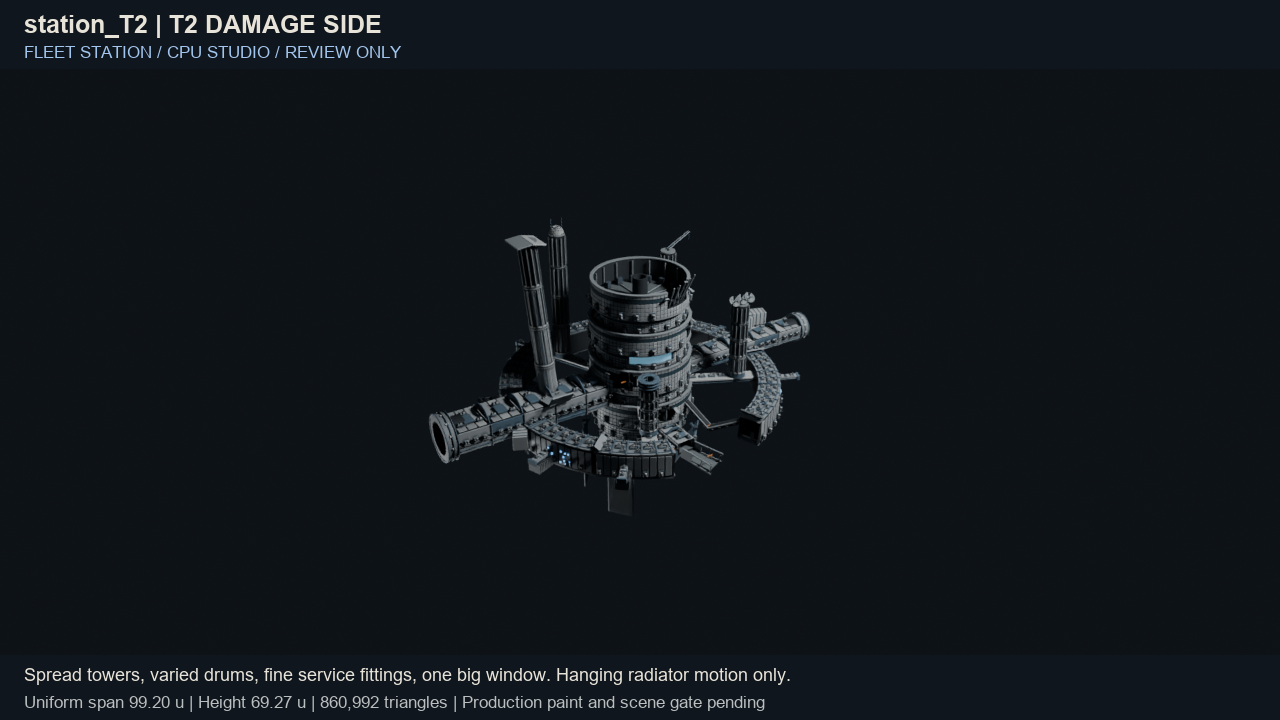 station_T2 | T2 DAMAGE SIDE
FLEET STATION / CPU STUDIO / REVIEW ONLY
Spread towers, varied drums, fine service fittings, one big window. Hanging radiator motion only.
Uniform span 99.20 u | Height 69.27 u | 860,992 triangles | Production paint and scene gate pending